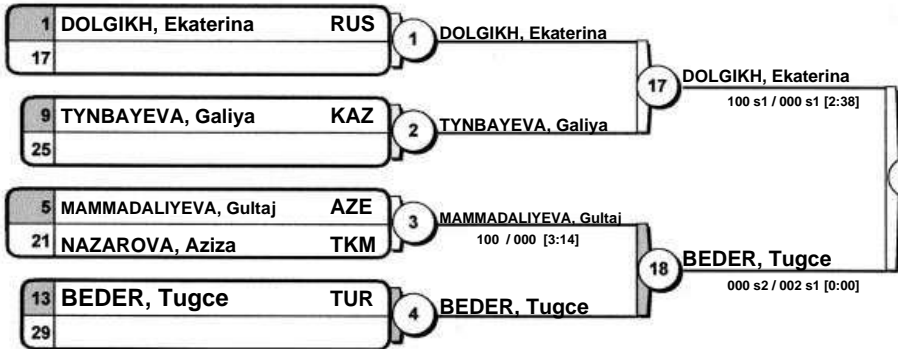 1 DOLGIKH, Ekaterina RUS
17
1
DOLGIKH, Ekaterina
9 TYNBAYEVA, Galiya KAZ
25
2
TYNBAYEVA, Galiya
17
DOLGIKH, Ekaterina
100 s1 / 000 s1 [2:38]
5 MAMMADALIYEVA, Gultaj AZE
21 NAZAROVA, Aziza TKM
3
MAMMADALIYEVA, Gultaj
100 / 000 [3:14]
13 BEDER, Tugce TUR
29
4
BEDER, Tugce
18
BEDER, Tugce
000 s2 / 002 s1 [0:00]